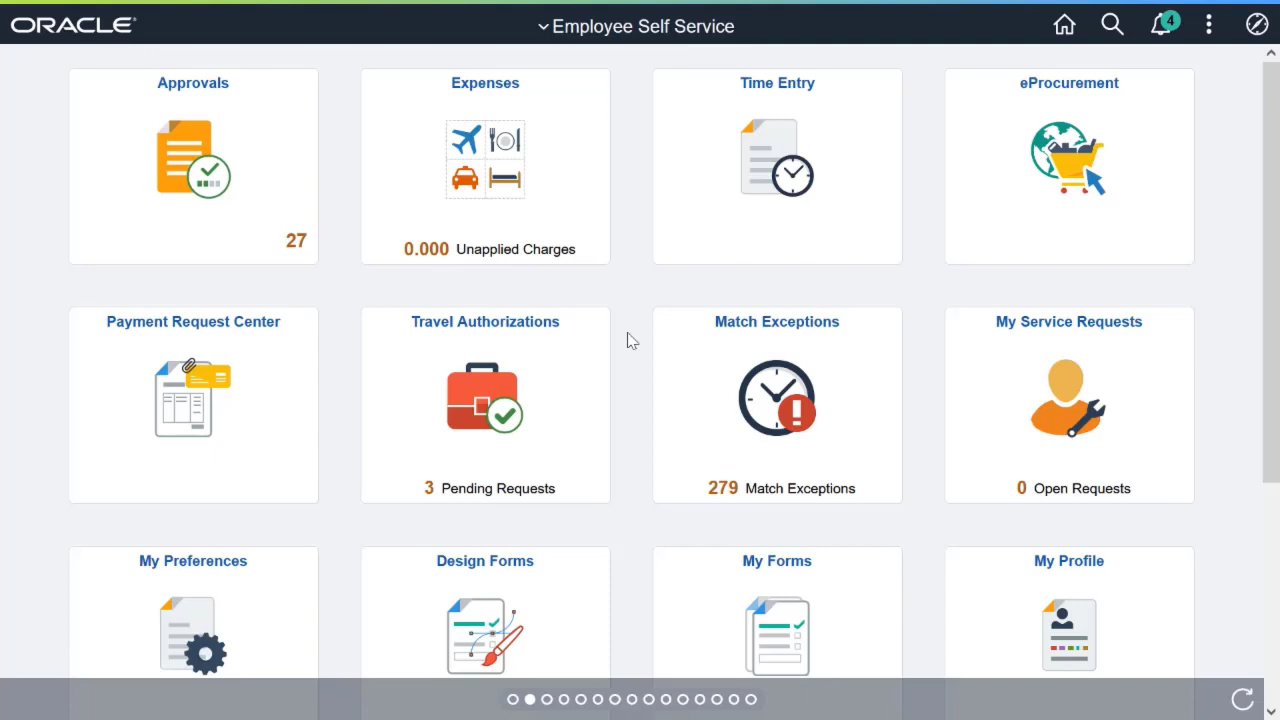 ORACLE
Employee Self Service
4
Approvals
27
Expenses
0.000 Unapplied Charges
Time Entry
eProcurement
Payment Request Center
Travel Authorizations
3 Pending Requests
Match Exceptions
279 Match Exceptions
My Service Requests
0 Open Requests
My Preferences
Design Forms
My Forms
My Profile